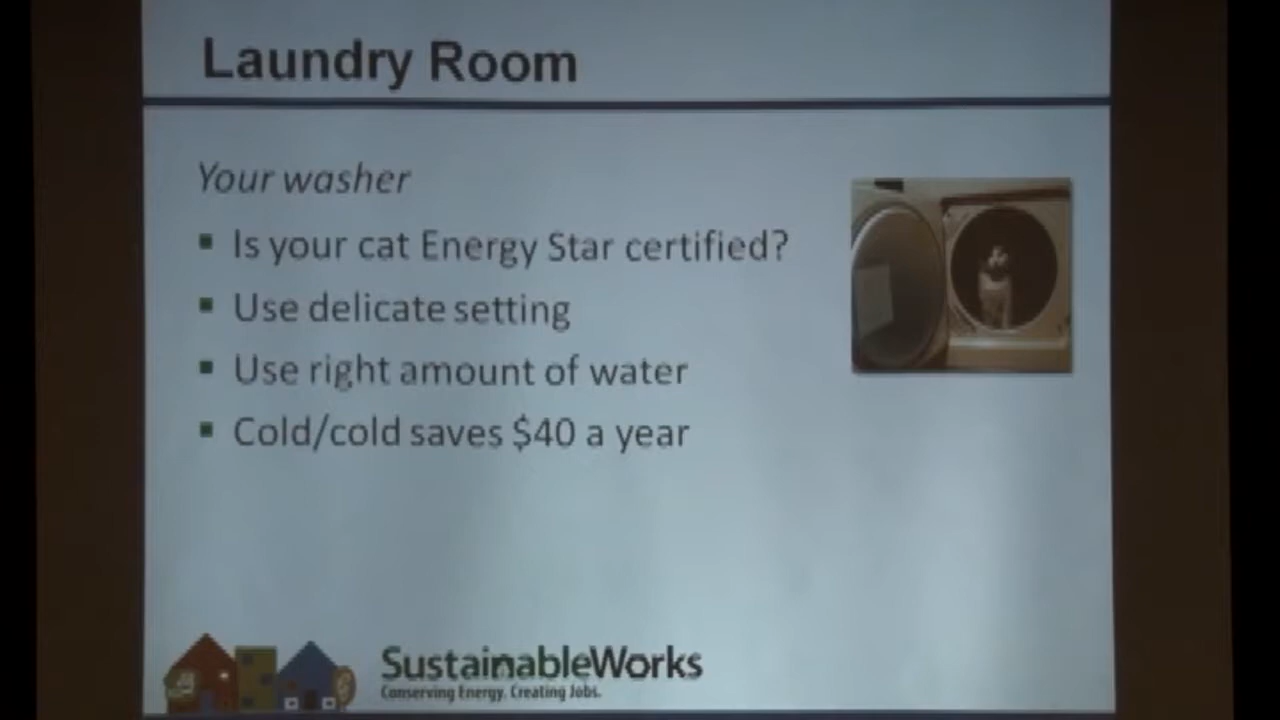 Laundry Room
Your washer
Is your cat Energy Star certified?
Use delicate setting
Use right amount of water
Cold/cold saves $40 a year
SustainableWorks
Conserving Energy. Creating Jobs.